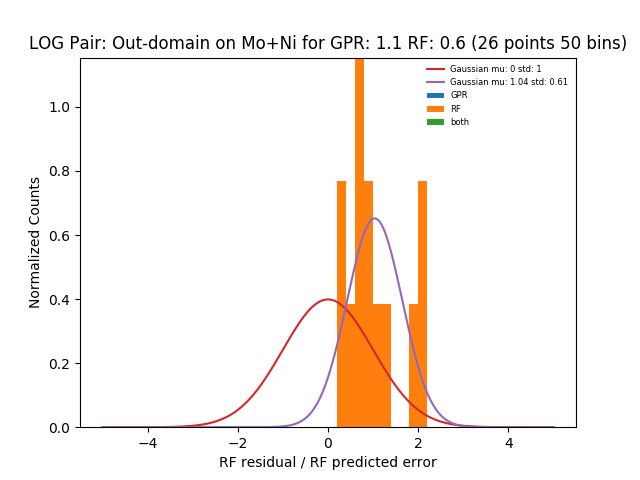 LOG Pair: Out-domain on Mo+Ni for GPR: 1.1 RF: 0.6 (26 points 50 bins)
Gaussian mu: 0 std: 1
Gaussian mu: 1.04 std: 0.61
GPR
RF
both
Normalized Counts
1.0
0.8
0.6
0.4
0.2
0.0
−4
−2
0
2
4
RF residual / RF predicted error